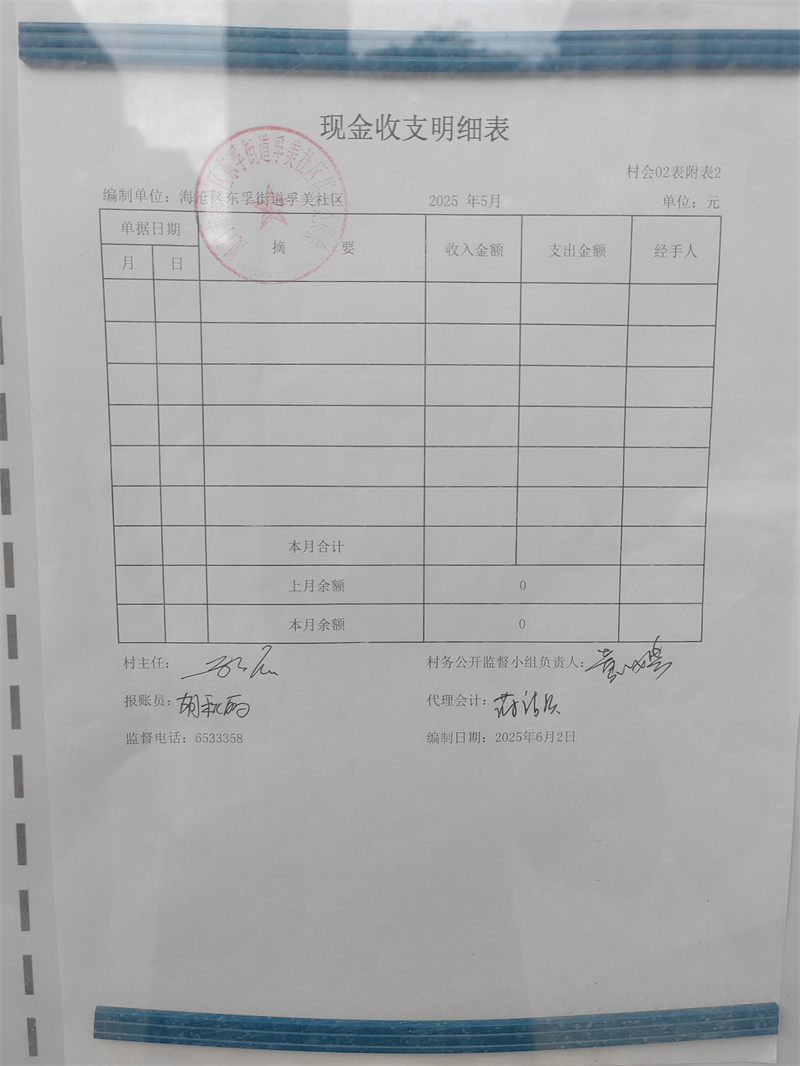 现金收支明细表
村会02表附表2
编制单位：海沧区东孚街道孚美社区 2025 年5月 单位：元
单据日期 摘 要 收入金额 支出金额 经手人
月 日
本月合计
上月余额 0
本月余额 0
村主任： 村务公开监督小组负责人：
报账员：胡秋丽 代理会计：
监督电话：6533358 编制日期：2025年6月2日